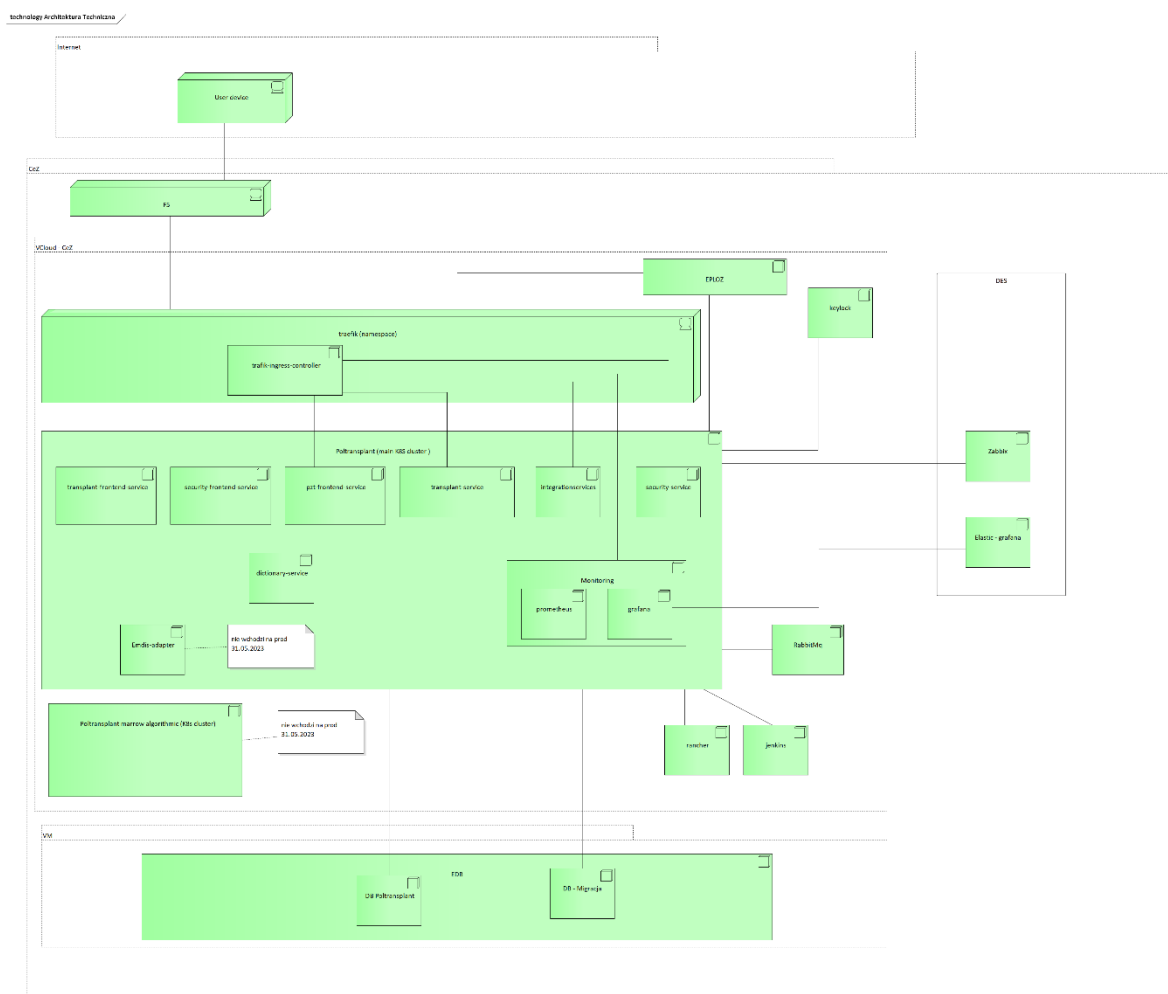 technology Architektura Techniczna
Internet
User device
CeZ
F5
VCloud CeZ
EPLOZ
DBS
keylock
traefik (namespace)
trafik-ingress-controller
Poltransplant (main K8S cluster )
Zabbix
transplant frontend service
security frontend service
pzt frontend service
transplant service
integrationservices
security service
Elastic - grafana
dictionary-service
Monitoring
prometheus
grafana
Emdis-adapter
nie wchodzi na prod
31.05.2023
RabbitMe
Poltransplant marrow algorithmic (K8s cluster)
nie wchodzi na prod
31.05.2023
rancher
jenkins
VM
EDB
DB Poltransplant
DB - Migracja